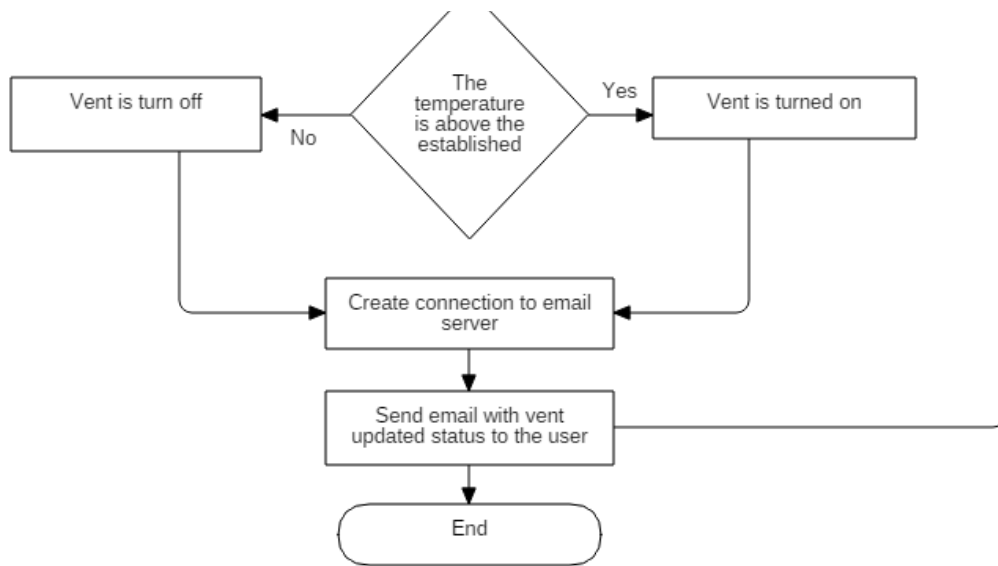 The
temperature
is above the
established
Vent is turn off
No
Yes
Vent is turned on
Create connection to email
server
Send email with vent
updated status to the user
End